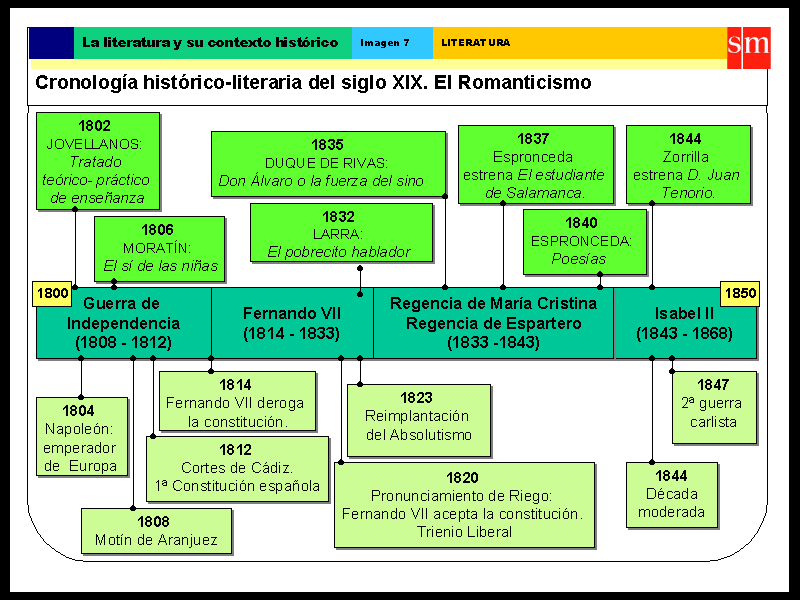 La literatura y su contexto histórico
Imagen 7
LITERATURA
sm
Cronología histórico-literaria del siglo XIX. El Romanticismo
1802
JOVELLANOS:
Tratado
teórico- práctico
de enseñanza
1806
MORATÍN:
El sí de las niñas
1835
DUQUE DE RIVAS:
Don Álvaro o la fuerza del sino
1832
LARRA:
El pobrecito hablador
1837
Espronceda
estrena El estudiante
de Salamanca.
1840
ESPRONCEDA:
Poesías
1844
Zorrilla
estrena D. Juan
Tenorio.
1800
Guerra de
Independencia
(1808 - 1812)
Fernando VII
(1814 - 1833)
Regencia de María Cristina
Regencia de Espartero
(1833 -1843)
1850
Isabel II
(1843 - 1868)
1804
Napoleón:
emperador
de Europa
1814
Fernando VII deroga
la constitución.
1812
Cortes de Cádiz.
1ª Constitución española
1808
Motín de Aranjuez
1823
Reimplantación
del Absolutismo
1820
Pronunciamiento de Riego:
Fernando VII acepta la constitución.
Trienio Liberal
1847
2ª guerra
carlista
1844
Década
moderada